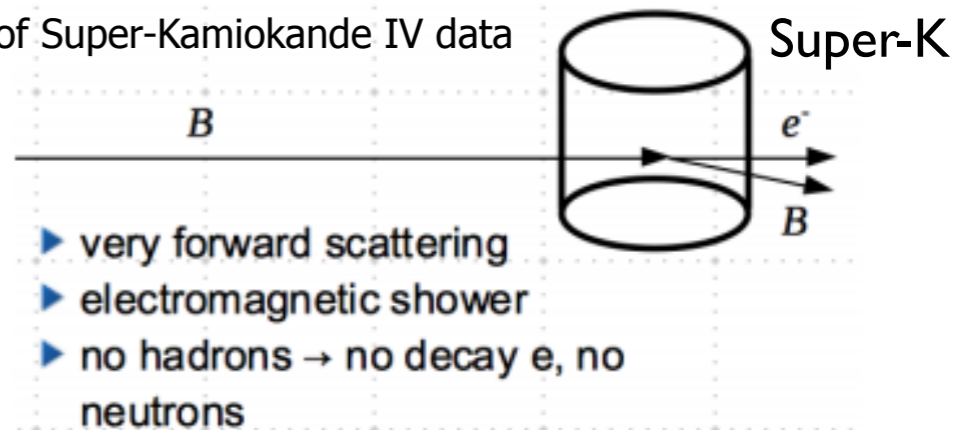 of Super-Kamiokande IV data
Super-K
B
e-
B
▶ very forward scattering
▶ electromagnetic shower
▶ no hadrons → no decay e, no
neutrons